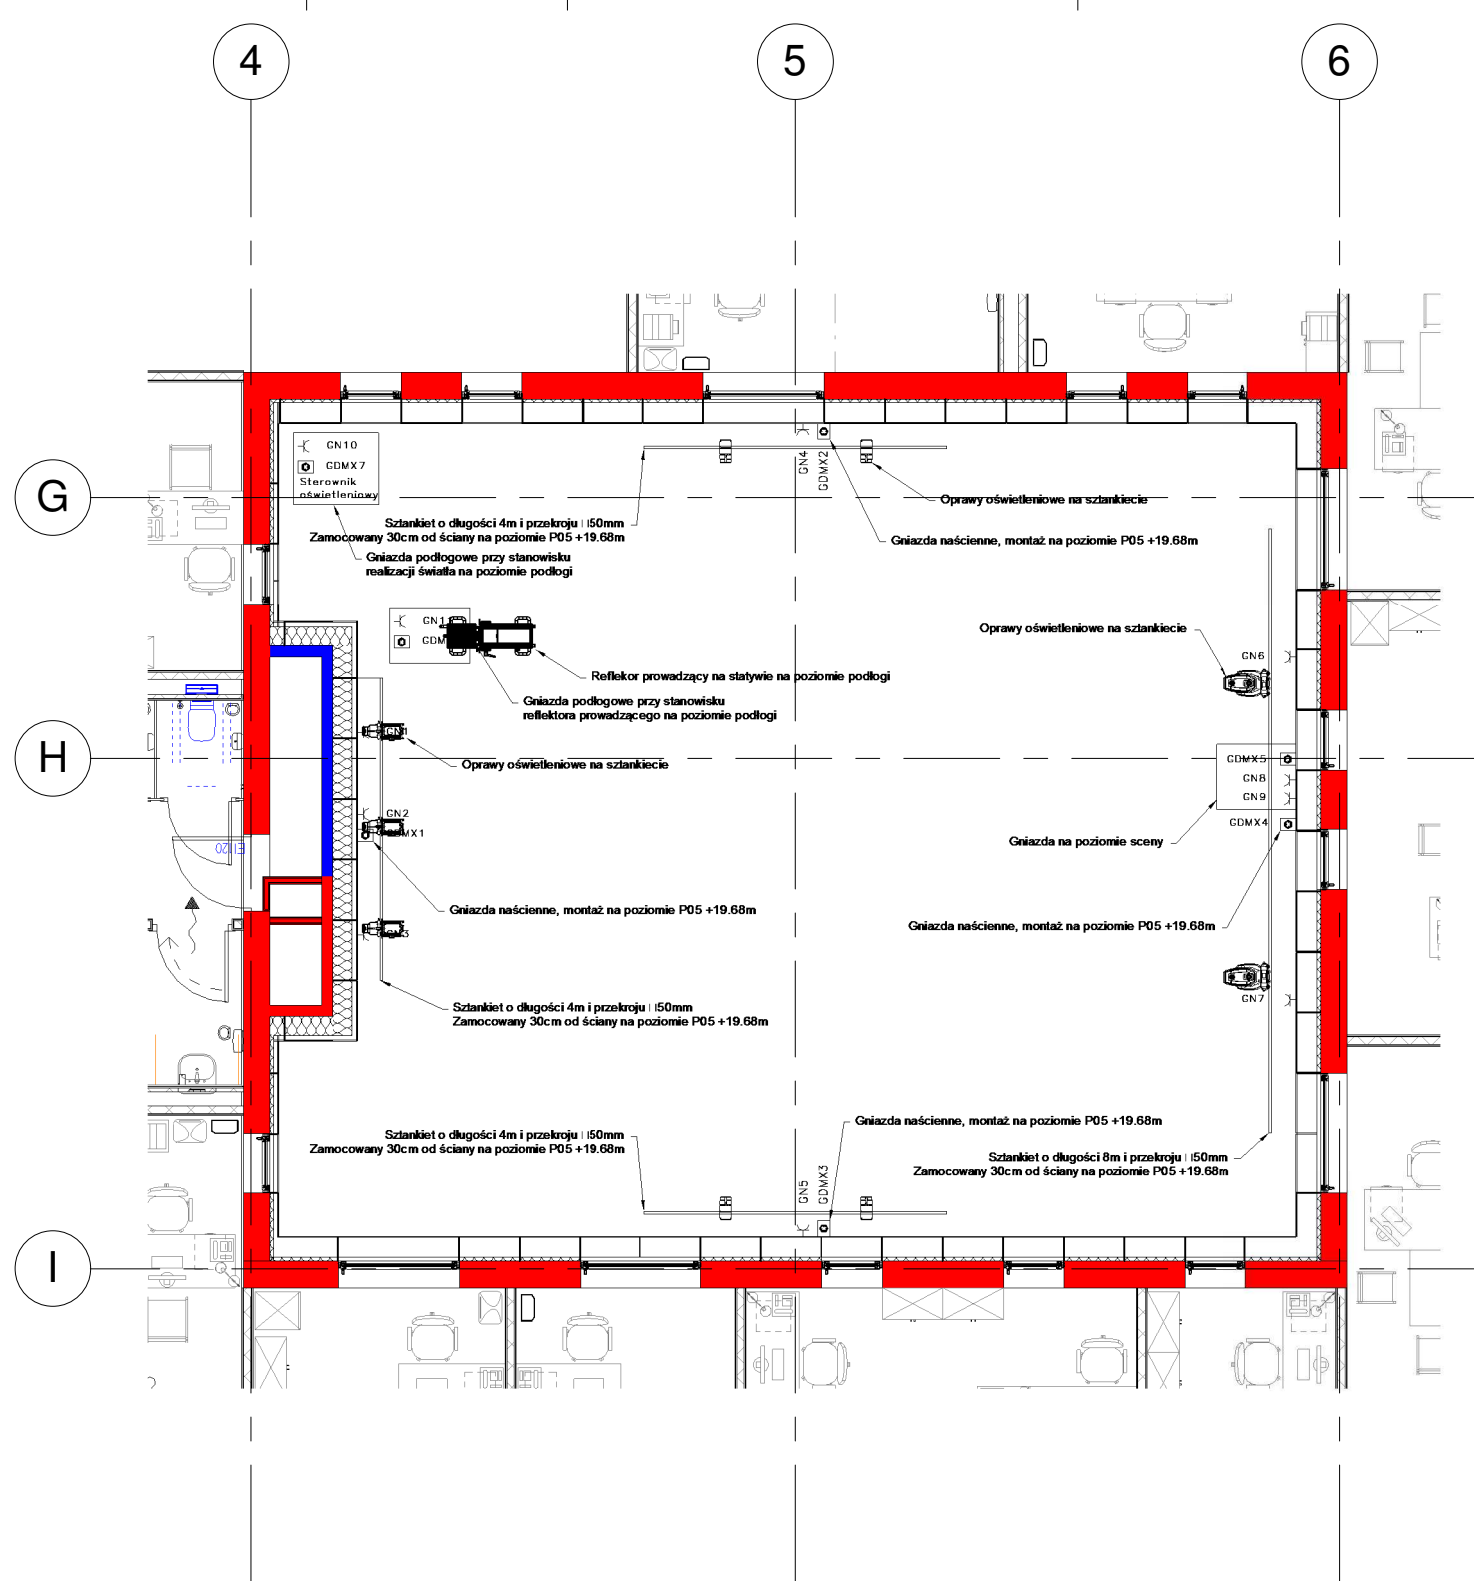 4
5
6
G
H
I
GN10
GDMX7
Sterownik
oświetleniowy
Sztankiet o długości 4m i przekroju □50mm
Zamocowany 30cm od ściany na poziomie P05 +19.68m
Gniazda podłogowe przy stanowisku
realizacji światła na poziomie podłogi
GN4
GDMX2
Oprawy oświetleniowe na sztankiecie
Gniazda naścienne, montaż na poziomie P05 +19.68m
Reflekor prowadzący na statywie na poziomie podłogi
Gniazda podłogowe przy stanowisku
reflektora prowadzącego na poziomie podłogi
Oprawy oświetleniowe na sztankiecie
GN6
GN1
Oprawy oświetleniowe na sztankiecie
GDMX5
GN8
GN9
GDMX4
GN2
GDMX1
Gniazda na poziomie sceny
EI120
Gniazda naścienne, montaż na poziomie P05 +19.68m
Gniazda naścienne, montaż na poziomie P05 +19.68m
GN3
GN7
Sztankiet o długości 4m i przekroju □50mm
Zamocowany 30cm od ściany na poziomie P05 +19.68m
Gniazda naścienne, montaż na poziomie P05 +19.68m
Sztankiet o długości 4m i przekroju □50mm
Zamocowany 30cm od ściany na poziomie P05 +19.68m
Sztankiet o długości 8m i przekroju □50mm
Zamocowany 30cm od ściany na poziomie P05 +19.68m
GN5
GDMX3